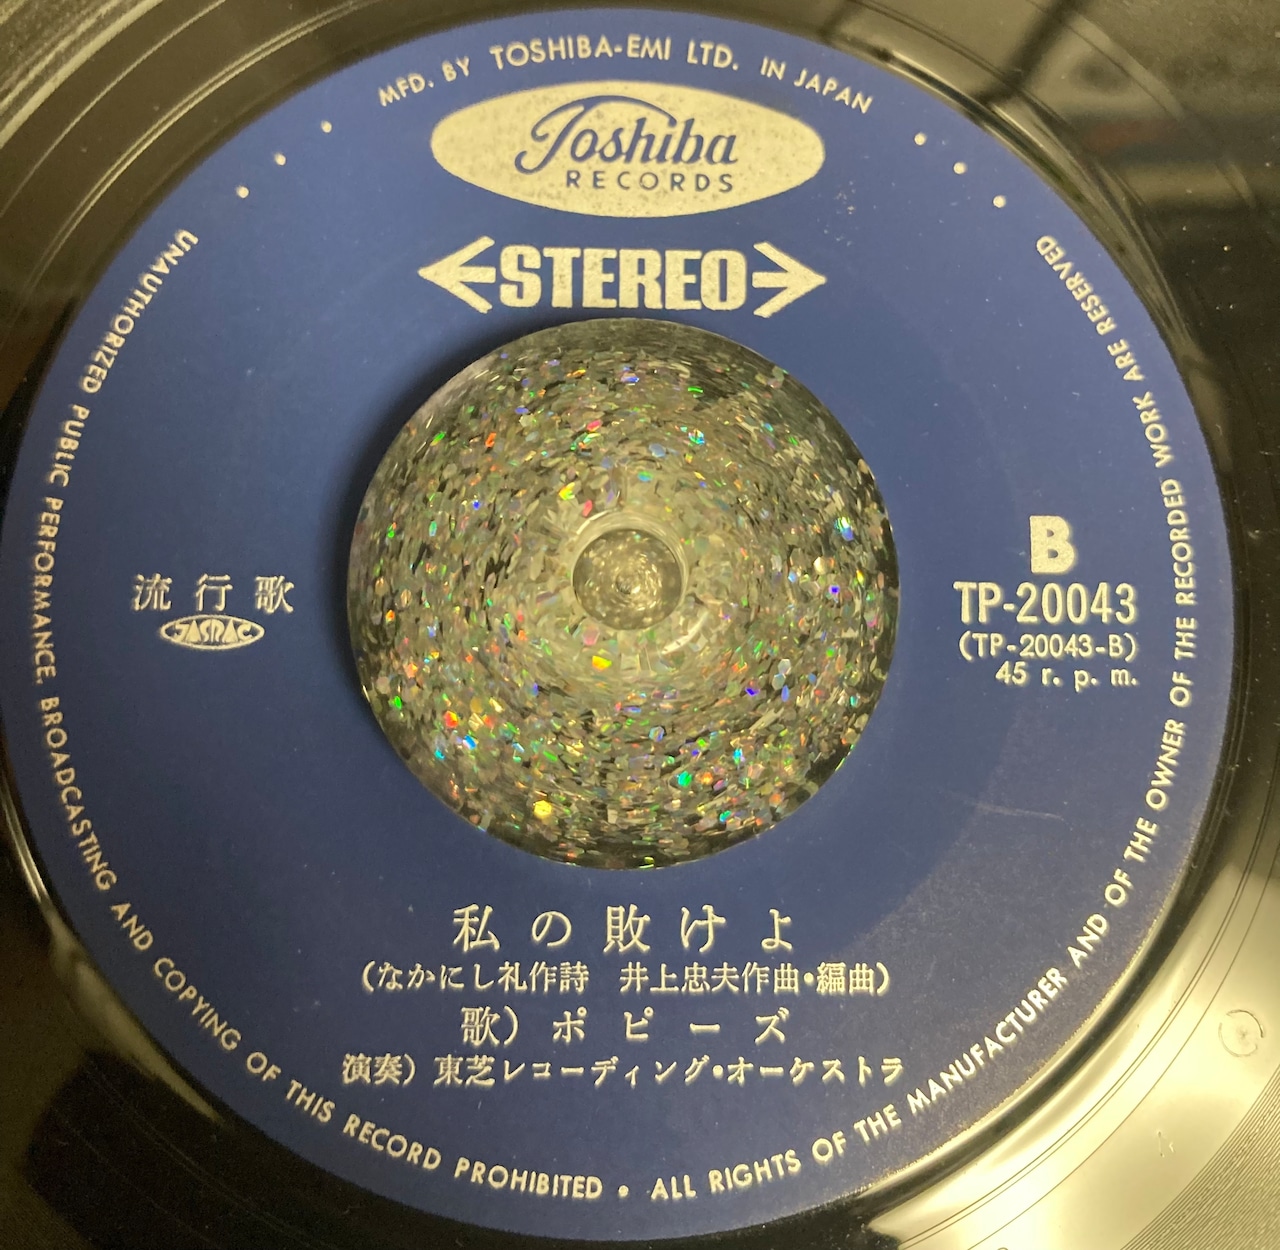 MFD. BY TOSHIBA-EMI LTD. IN JAPAN
Toshiba
RECORDS
STEREO
流行歌
JASRAC
B
TP-20043
(TP-20043-B)
45 r. p. m.
私の敗けよ
(なかにし礼作詩 井上忠夫作曲・編曲)
歌) ポピーズ
演奏) 東芝レコーディング・オーケストラ
UNAUTHORIZED PUBLIC PERFORMANCE. BROADCASTING AND COPYING OF THIS RECORD PROHIBITED • ALL RIGHTS OF THE MANUFACTURER AND OF THE OWNER OF THE RECORDED WORK ARE RESERVED